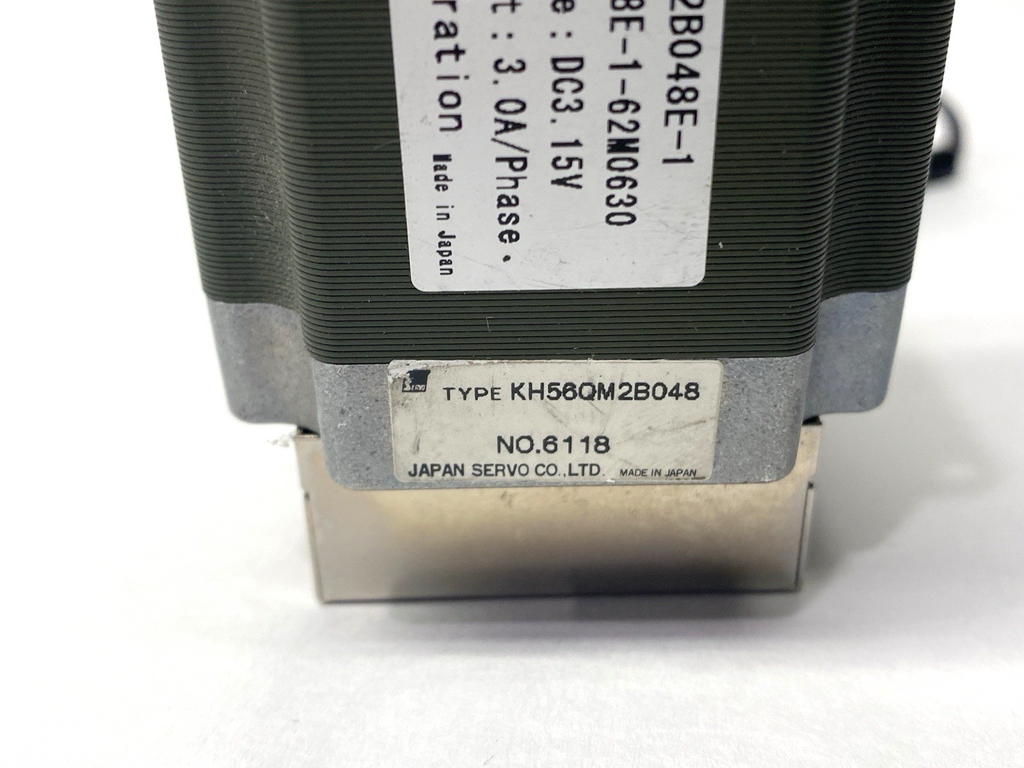 2B048E-1
8E-1-62M0630
e : DC3.15V
t : 3.0A/Phase.
ration Made in Japan
TYPE KH56QM2B048
NO.6118
JAPAN SERVO CO.,LTD. MADE IN JAPAN